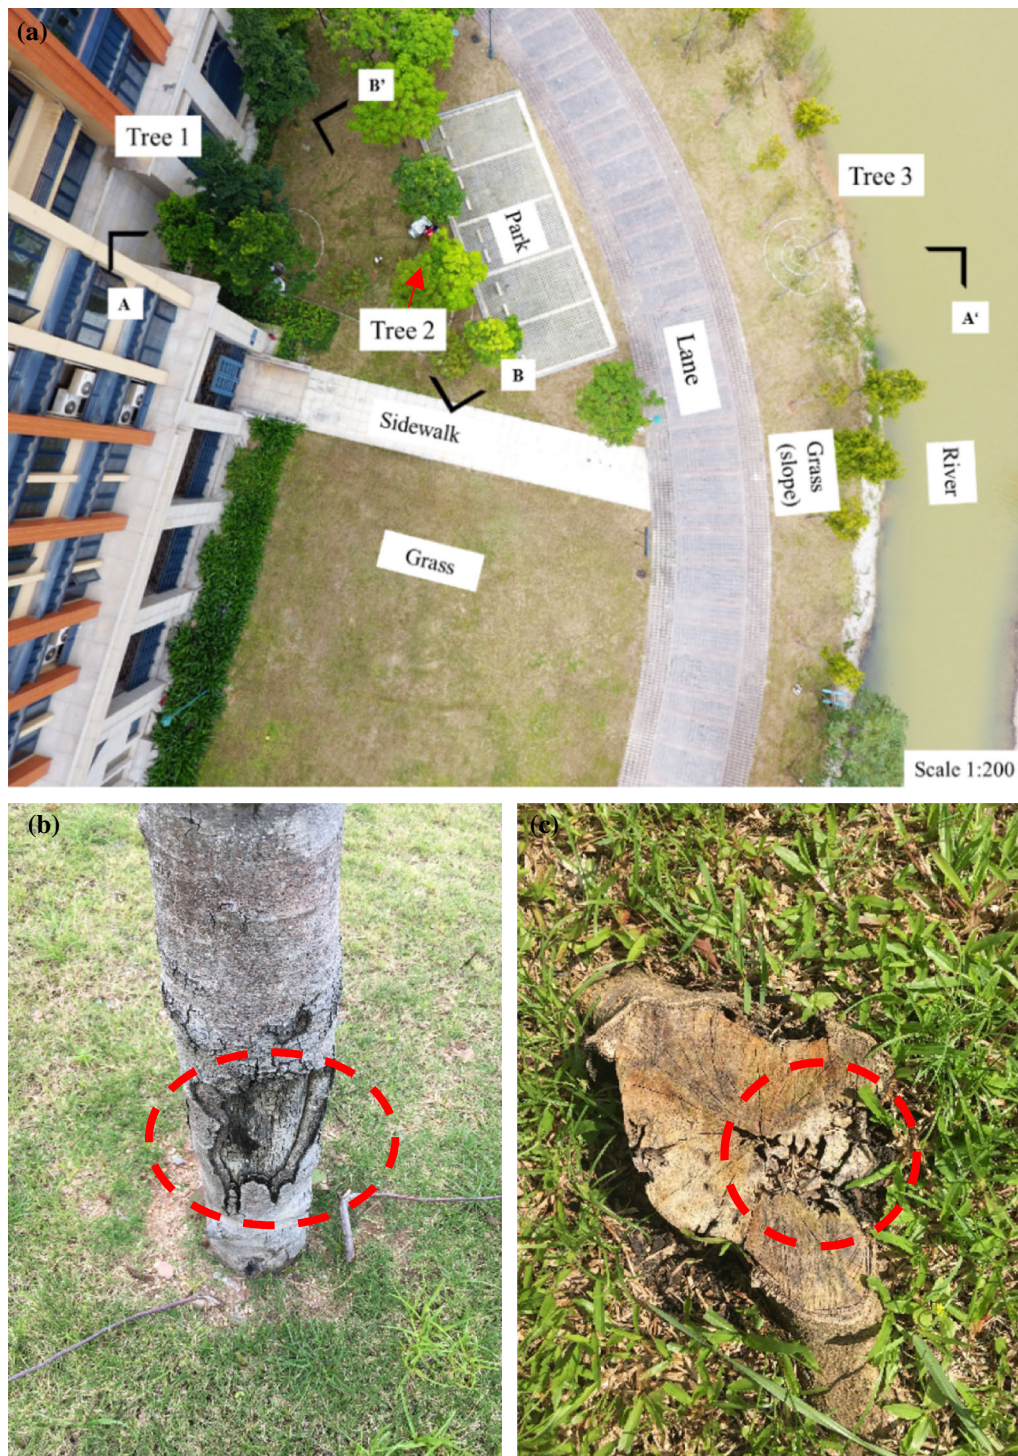 (a)
B’
Tree 1
Tree 3
Park
A
A‘
Tree 2
B
Lane
Sidewalk
Grass
(slope)
River
Grass
Scale 1:200
(b)
(c)